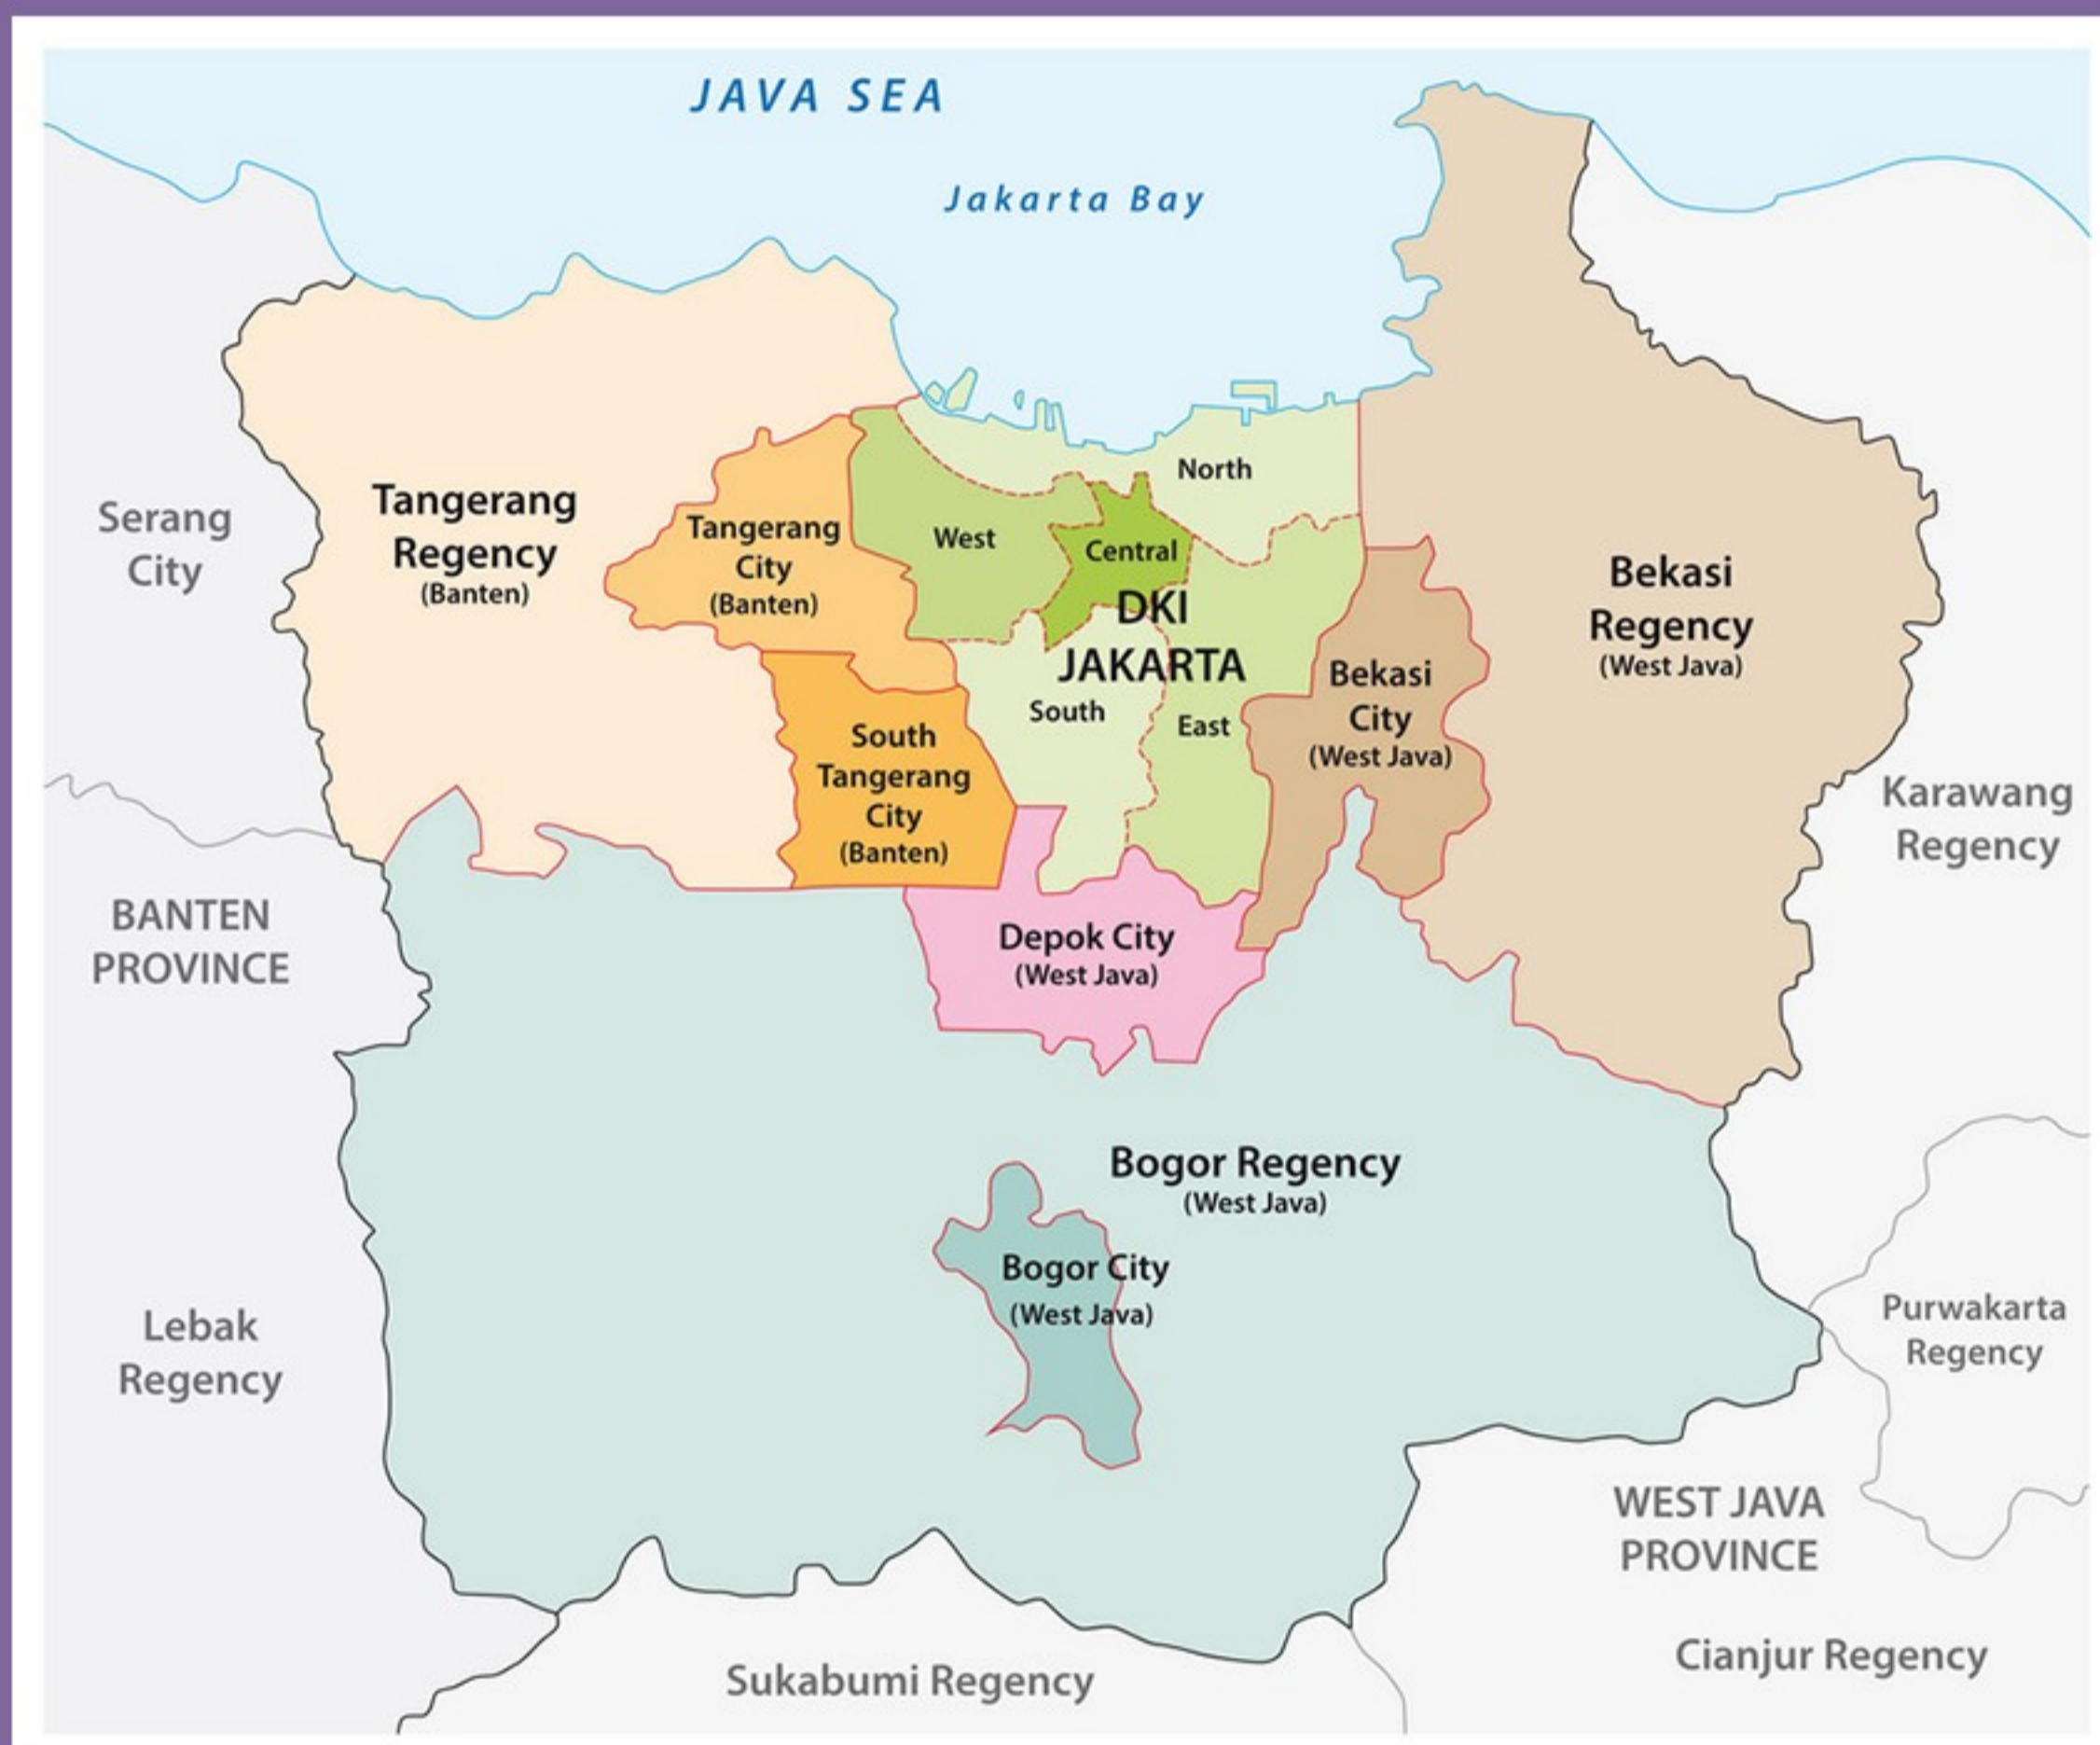 JAVA SEA
Jakarta Bay
North
Tangerang
Regency
(Banten)
Serang
City
Tangerang
City
(Banten)
West
Central
DKI
JAKARTA
South
East
Bekasi
Regency
(West Java)
Bekasi
City
(West Java)
South
Tangerang
City
(Banten)
Karawang
Regency
BANTEN
PROVINCE
Depok City
(West Java)
Bogor Regency
(West Java)
Bogor City
(West Java)
Lebak
Regency
Purwakarta
Regency
WEST JAVA
PROVINCE
Sukabumi Regency
Cianjur Regency